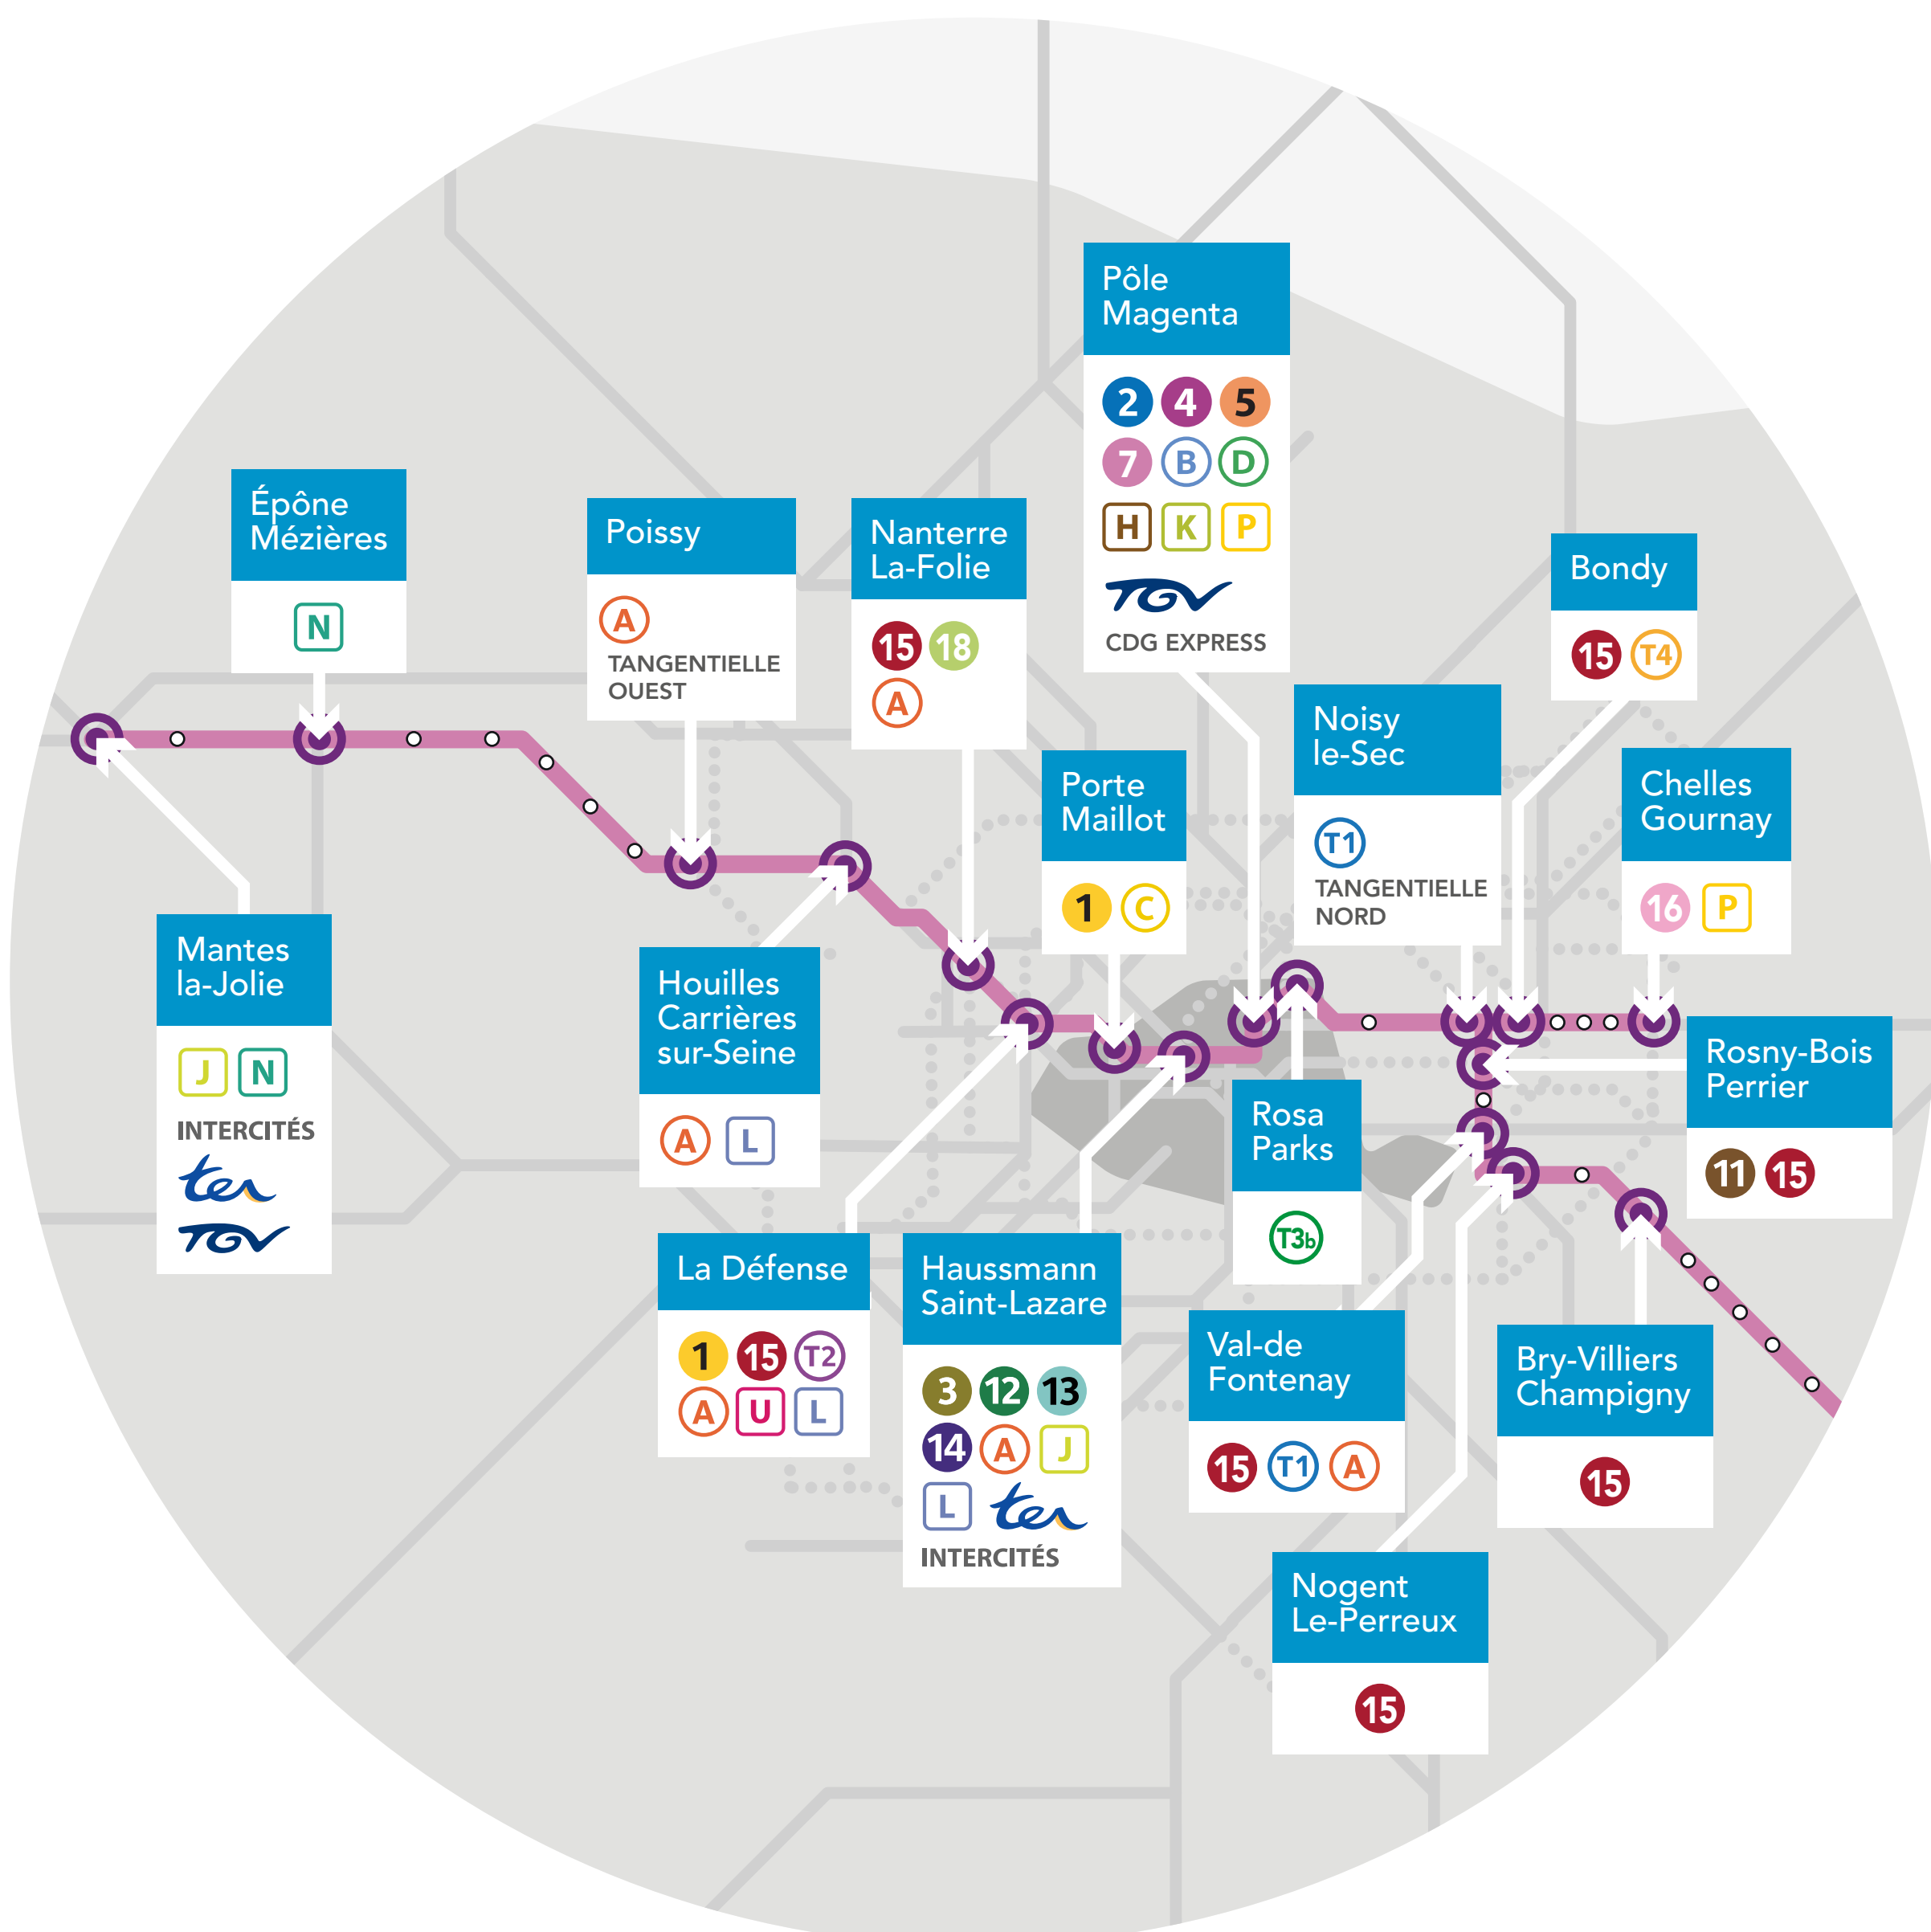 Pôle
Magenta
2 4 5
7 B D
H K P
TGV
CDG EXPRESS
Épône
Mézières
N
Poissy
A
TANGENTIELLE
OUEST
Nanterre
La-Folie
15 18
A
Bondy
15 T4
Noisy
le-Sec
T1
TANGENTIELLE
NORD
Porte
Maillot
1 C
Chelles
Gournay
16 P
Mantes
la-Jolie
J N
INTERCITÉS
ter
TGV
Houilles
Carrières
sur-Seine
A L
Rosny-Bois
Perrier
11 15
Rosa
Parks
T3b
La Défense
1 15 T2
A U L
Haussmann
Saint-Lazare
3 12 13
14 A J
L ter
INTERCITÉS
Val-de
Fontenay
15 T1 A
Bry-Villiers
Champigny
15
Nogent
Le-Perreux
15